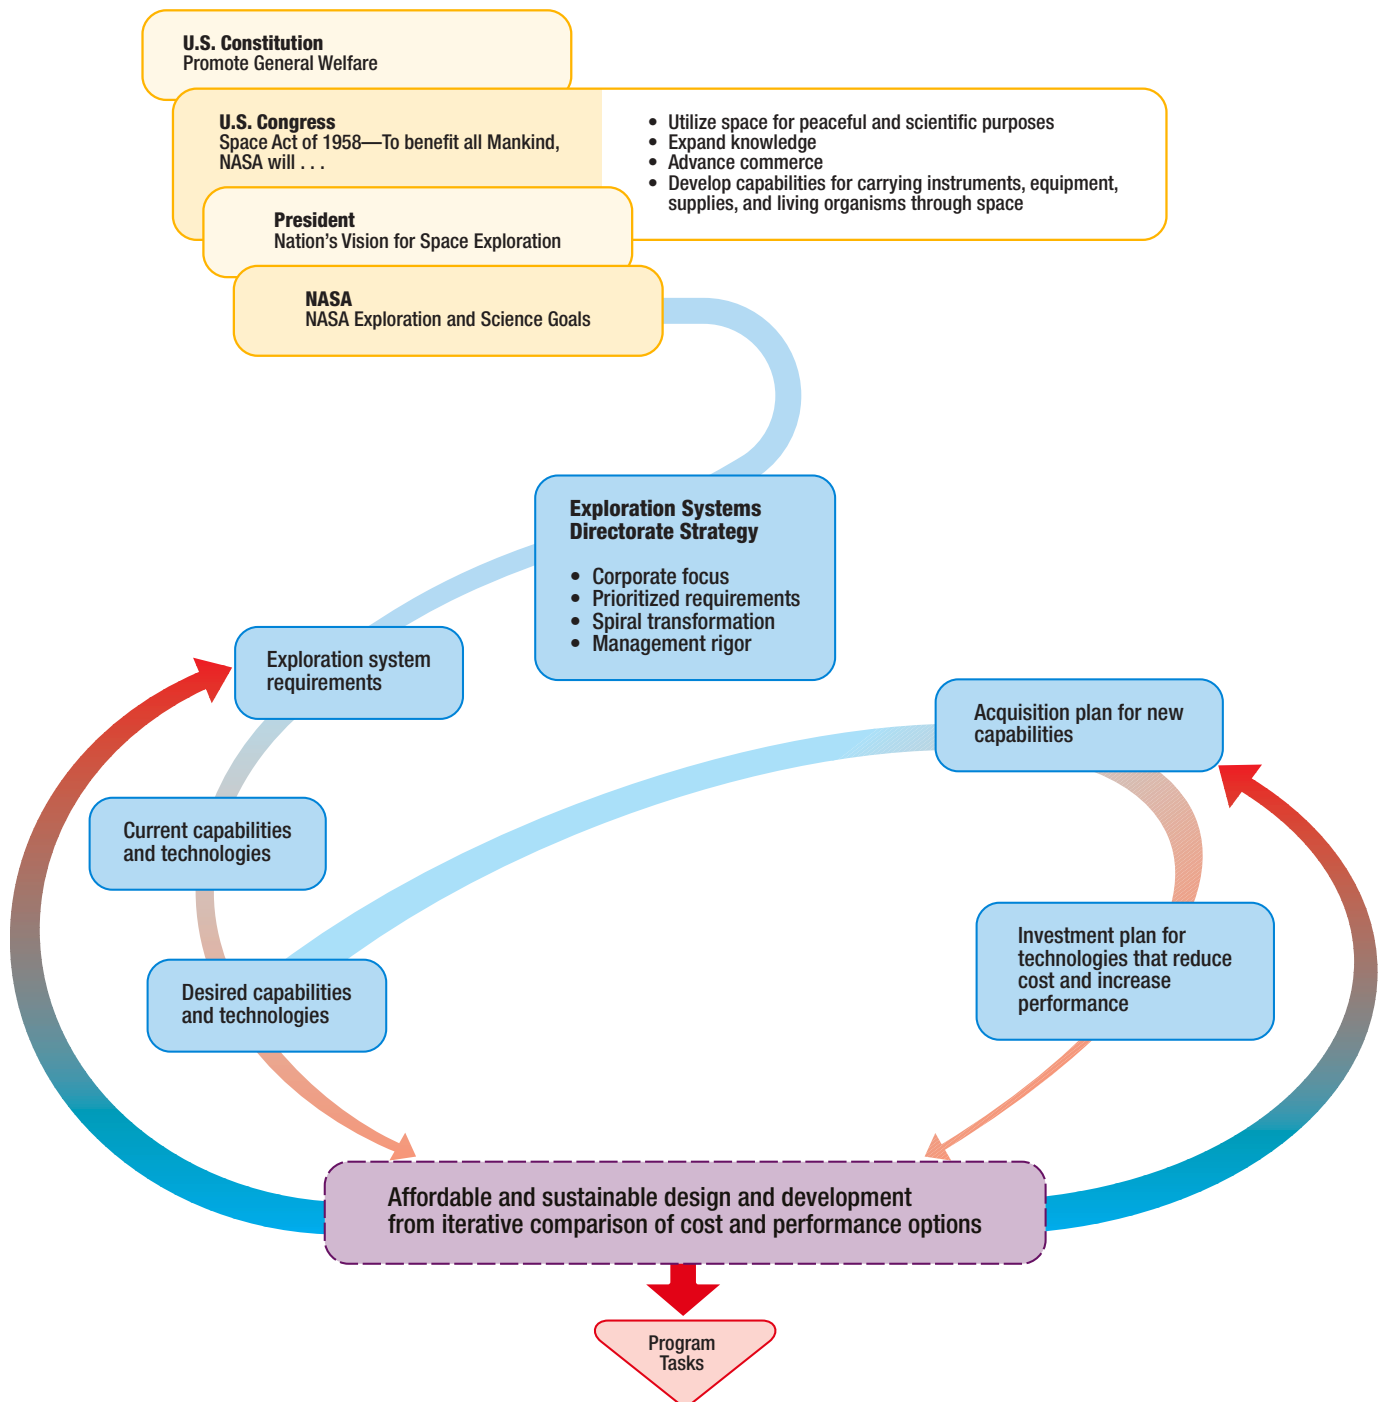 U.S. Constitution
Promote General Welfare
U.S. Congress
Space Act of 1958—To benefit all Mankind,
NASA will . . .
• Utilize space for peaceful and scientific purposes
• Expand knowledge
• Advance commerce
• Develop capabilities for carrying instruments, equipment,
supplies, and living organisms through space
President
Nation’s Vision for Space Exploration
NASA
NASA Exploration and Science Goals
Exploration Systems
Directorate Strategy
• Corporate focus
• Prioritized requirements
• Spiral transformation
• Management rigor
Exploration system
requirements
Acquisition plan for new
capabilities
Current capabilities
and technologies
Investment plan for
technologies that reduce
cost and increase
performance
Desired capabilities
and technologies
Affordable and sustainable design and development
from iterative comparison of cost and performance options
Program
Tasks